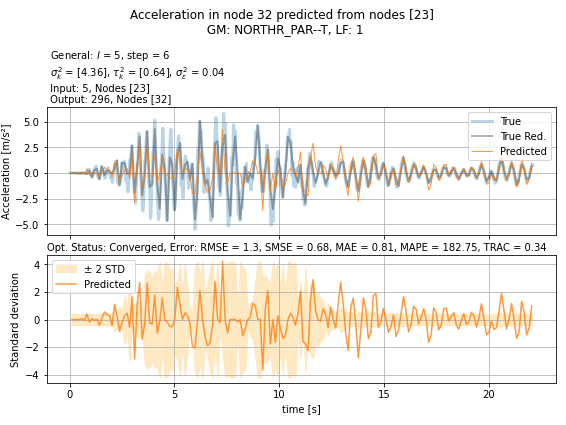 Acceleration in node 32 predicted from nodes [23]
GM: NORTHR_PAR--T, LF: 1
General: l = 5, step = 6
σ²ₖ = [4.36], τ²ₖ = [0.64], σ²ₑ = 0.04
Input: 5, Nodes [23]
Output: 296, Nodes [32]
5.0
2.5
0.0
−2.5
−5.0
Acceleration [m/s²]
True
True Red.
Predicted
Opt. Status: Converged, Error: RMSE = 1.3, SMSE = 0.68, MAE = 0.81, MAPE = 182.75, TRAC = 0.34
4
2
0
−2
−4
Standard deviation
± 2 STD
Predicted
0 5 10 15 20
time [s]